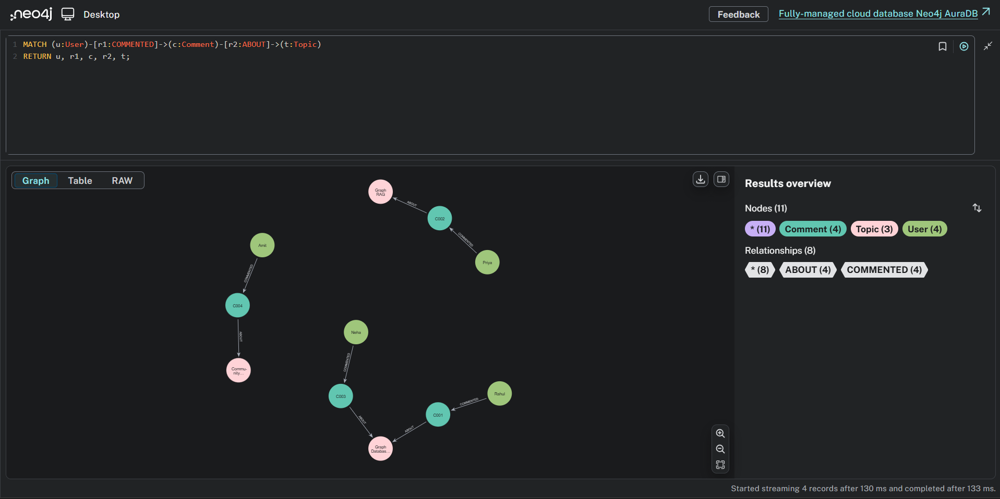 neo4j Desktop
Feedback
Fully-managed cloud database Neo4j AuraDB
1 MATCH (u:User)-[r1:COMMENTED]->(c:Comment)-[r2:ABOUT]->(t:Topic)
2 RETURN u, r1, c, r2, t;
Graph Table RAW
Graph
RAG
ABOUT
C002
COMMENTED
Priya
Amit
COMMENTED
C004
ABOUT
Commu-
nity...
Neha
COMMENTED
C003
ABOUT
Rahul
COMMENTED
C001
ABOUT
Graph
Databas...
Results overview
Nodes (11)
* (11) Comment (4) Topic (3) User (4)
Relationships (8)
* (8) ABOUT (4) COMMENTED (4)
Started streaming 4 records after 130 ms and completed after 133 ms.